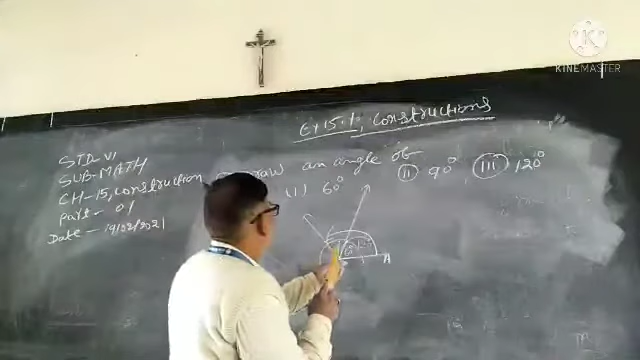 KINEMASTER
Ex 15.1, Constructions
STD-VI
SUB-MATH
CH-15, Construction
an angle of
Part - 01
(i) 60° (ii) 90°, (iii) 120°
Date - 19/02/2021
A